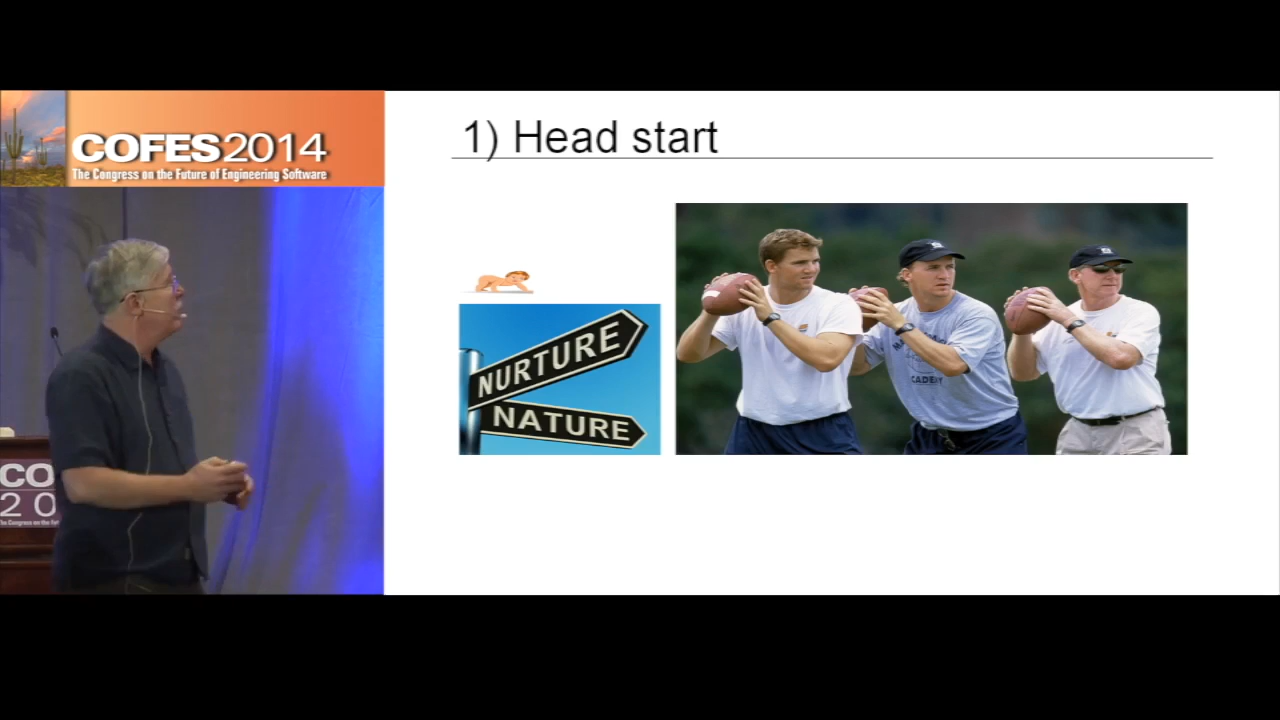 COFES2014
The Congress on the Future of Engineering Software
1) Head start
NURTURE
NATURE
CO
20